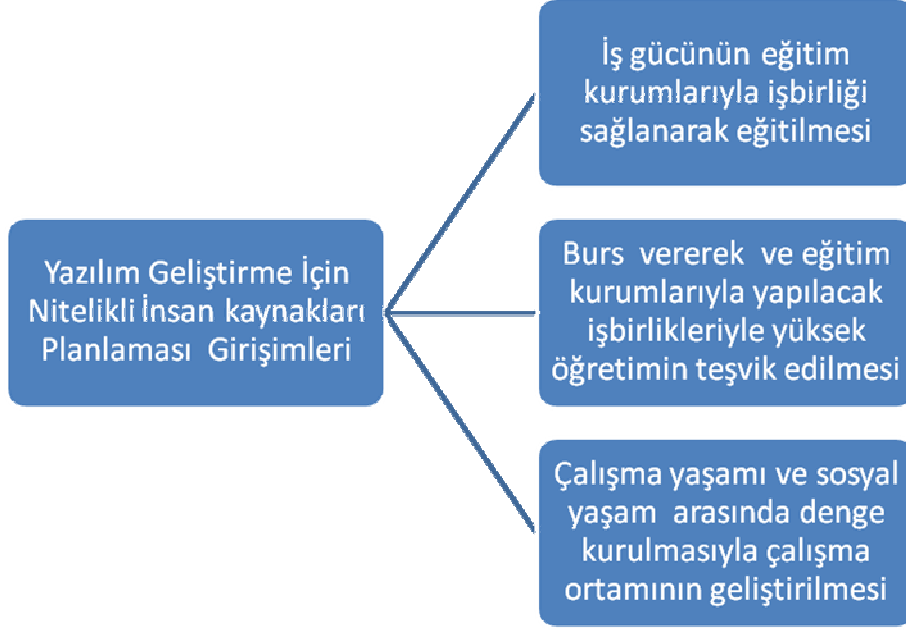 Yazılım Geliştirme İçin
Nitelikli İnsan kaynakları
Planlaması Girişimleri
İş gücünün eğitim
kurumlarıyla işbirliği
sağlanarak eğitilmesi
Burs vererek ve eğitim
kurumlarıyla yapılacak
işbirlikleriyle yüksek
öğretimin teşvik edilmesi
Çalışma yaşamı ve sosyal
yaşam arasında denge
kurulmasıyla çalışma
ortamının geliştirilmesi